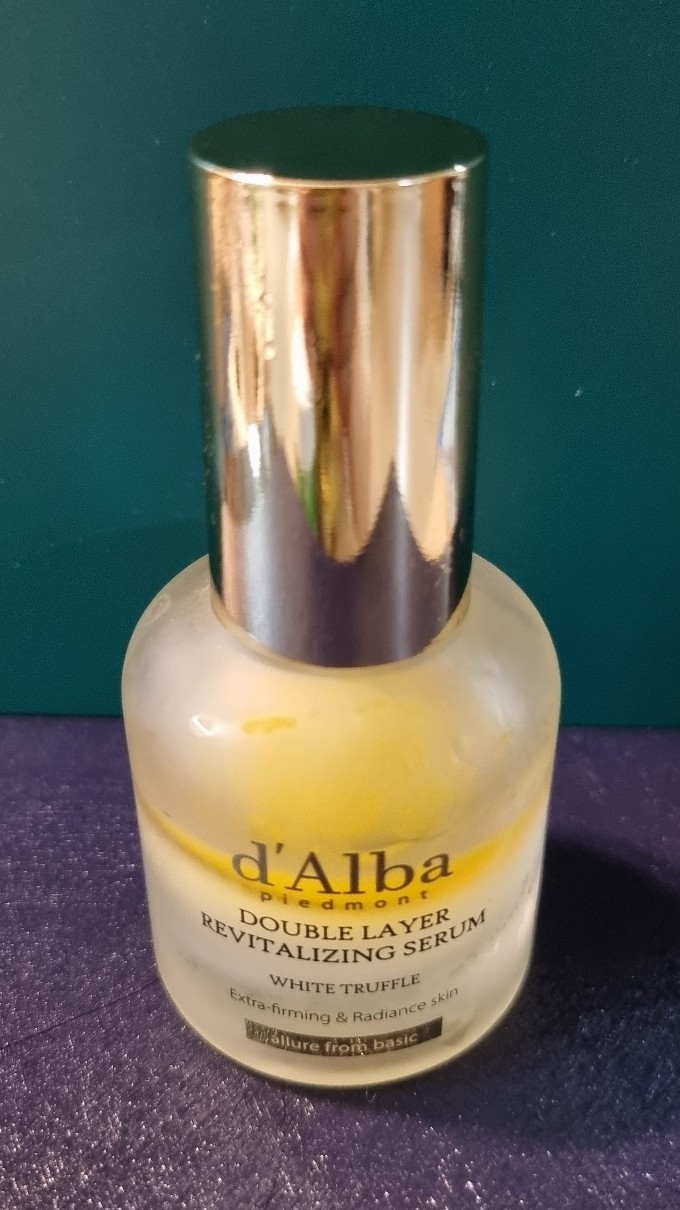 d'Alba
piedmont
DOUBLE LAYER
REVITALIZING SERUM
WHITE TRUFFLE
Extra-firming & Radiance skin
allure from basic